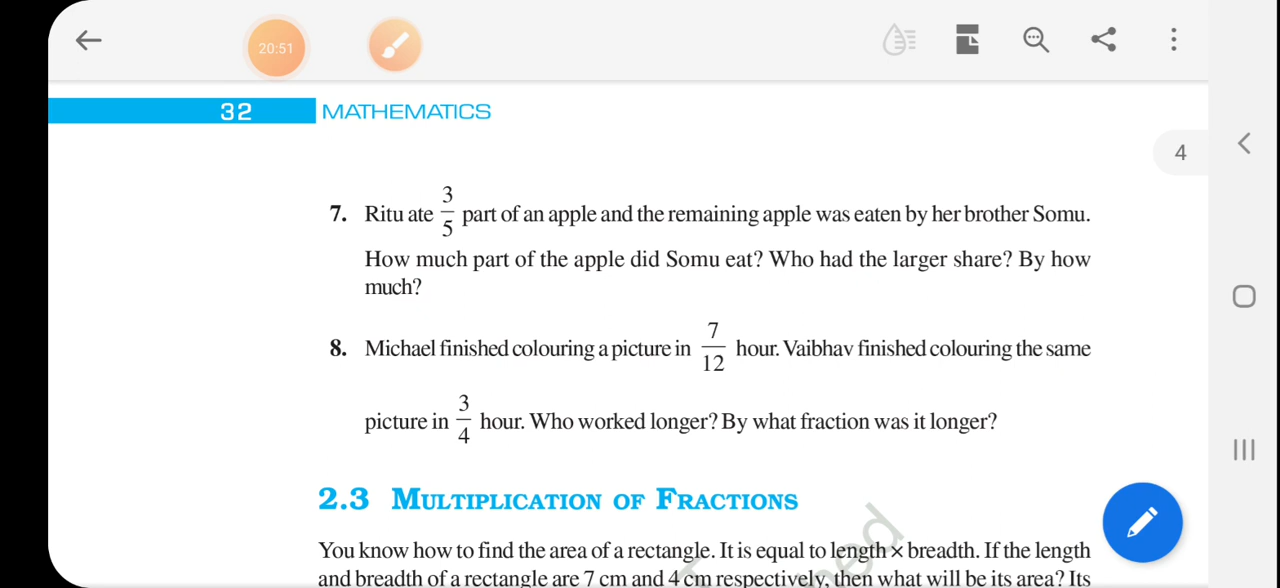 20:51
32 MATHEMATICS
4
7. Ritu ate 3/5 part of an apple and the remaining apple was eaten by her brother Somu.
How much part of the apple did Somu eat? Who had the larger share? By how
much?
8. Michael finished colouring a picture in 7/12 hour. Vaibhav finished colouring the same
picture in 3/4 hour. Who worked longer? By what fraction was it longer?
2.3 MULTIPLICATION OF FRACTIONS
You know how to find the area of a rectangle. It is equal to length × breadth. If the length
and breadth of a rectangle are 7 cm and 4 cm respectively, then what will be its area? Its